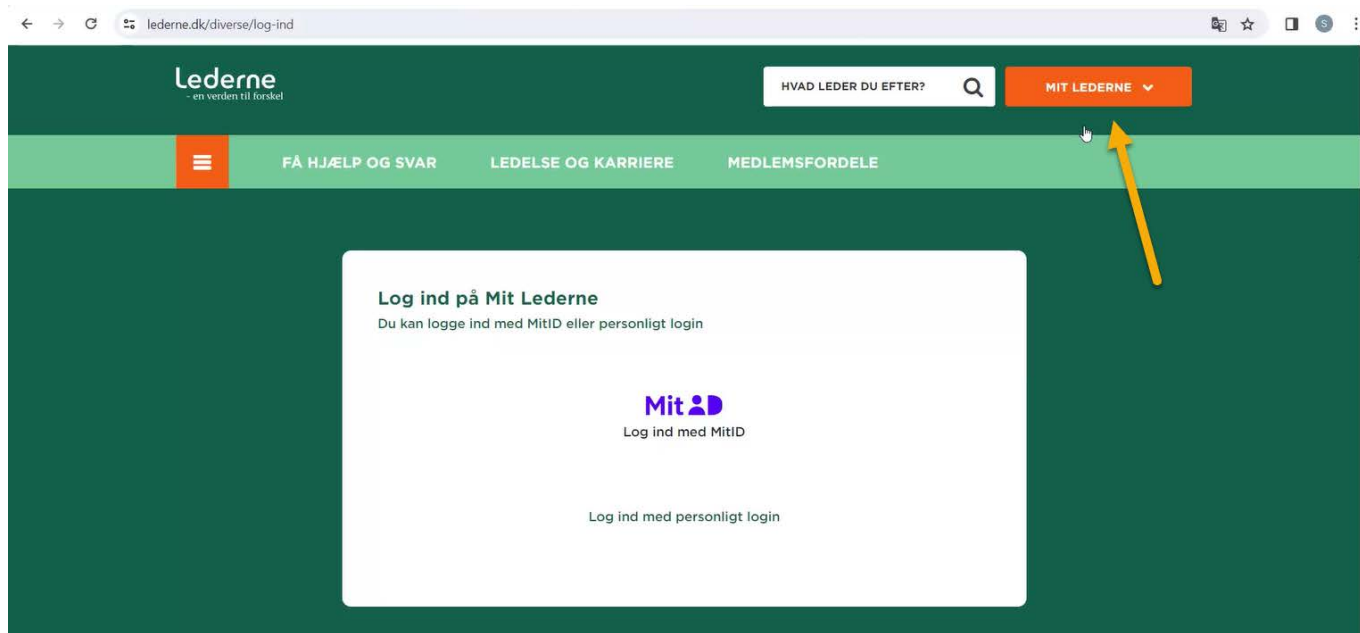 lederne.dk/diverse/log-ind
S
Lederne
- en verden til forskel
HVAD LEDER DU EFTER?
MIT LEDERNE
FÅ HJÆLP OG SVAR
LEDELSE OG KARRIERE
MEDLEMSFORDELE
Log ind på Mit Lederne
Du kan logge ind med MitID eller personligt login
Mit D
Log ind med MitID
Log ind med personligt login